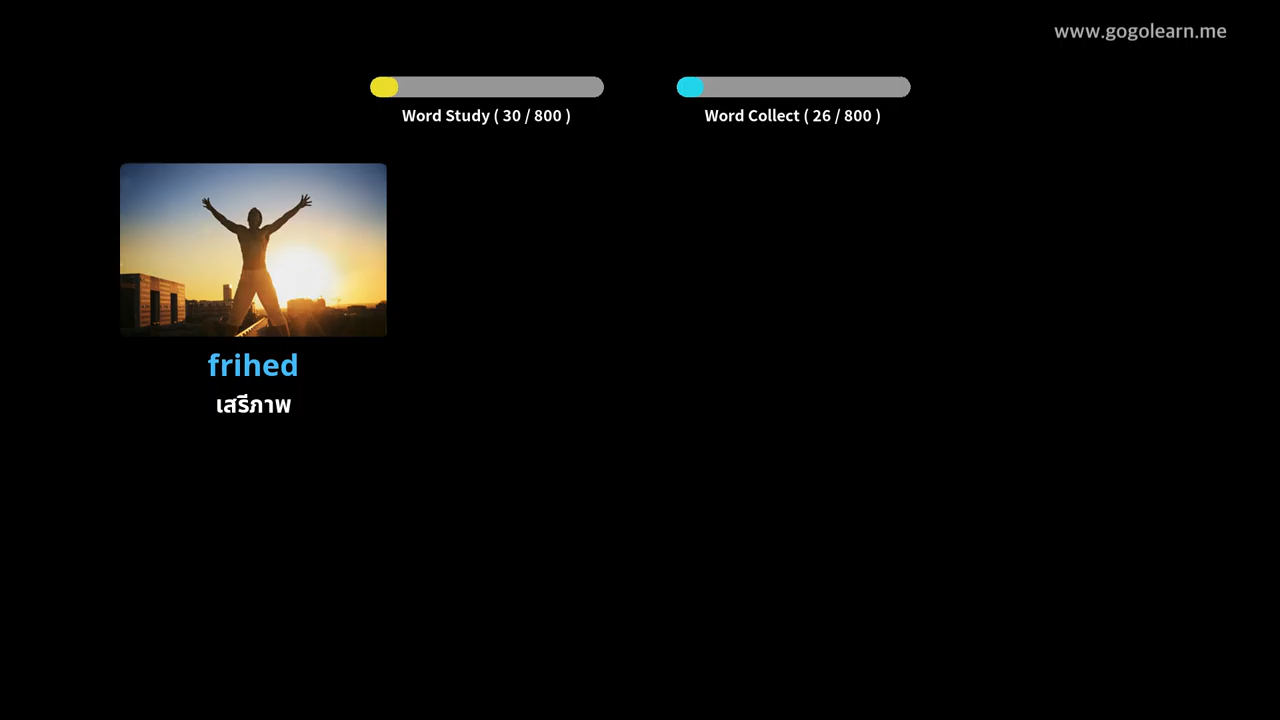 www.gogolearn.me
Word Study ( 30 / 800 )
Word Collect ( 26 / 800 )
frihed
เสรีภาพ